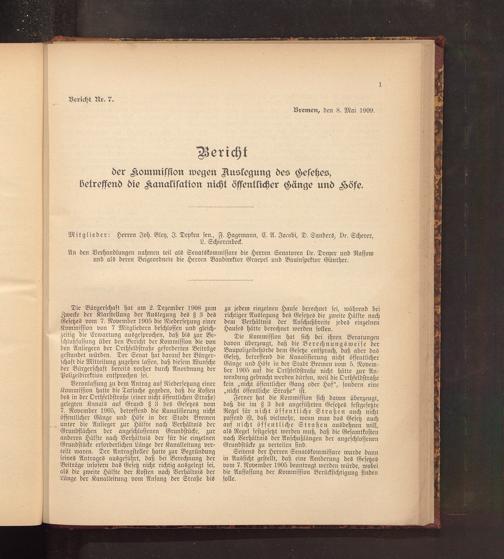 1
Bericht Nr. 7.
Bremen, den 8. Mai 1909.
Bericht
der Kommission wegen Auslegung des Gesetzes,
betreffend die Kanalisation nicht öffentlicher Gänge und Höfe.
Mitglieder: Herren Joh. Gley, J. Depken sen., F. Hagemann, C. A. Jacobi, D. Sanders, Dr. Scherer,
L. Schierenbeck.
An den Verhandlungen nahmen teil als Senatskommissare die Herren Senatoren Dr. Dreyer und Rassow
und als deren Beigeordnete die Herren Baudirektor Graepel und Bauinspektor Günther.
Die Bürgerschaft hat am 2. Dezember 1908 zum
Zwecke der Klarstellung der Auslegung des § 3 des
Gesetzes vom 7. November 1905 die Niedersetzung einer
Kommission von 7 Mitgliedern beschlossen und gleich-
zeitig die Erwartung ausgesprochen, daß bis zur Be-
schlußfassung über den Bericht der Kommission die von
den Anliegern der Ortsfeldstraße geforderten Beiträge
gestundet würden. Der Senat hat darauf der Bürger-
schaft die Mitteilung zugehen lassen, daß diesem Wunsche
der Bürgerschaft bereits vorher durch Anordnung der
Polizeidirektion entsprochen sei.
Veranlassung zu dem Antrag auf Niedersetzung einer
Kommission hatte die Tatsache gegeben, daß die Kosten
des in der Ortsfeldstraße (einer nicht öffentlichen Straße)
gelegten Kanals auf Grund § 3 des Gesetzes vom
7. November 1905, betreffend die Kanalisierung nicht
öffentlicher Gänge und Höfe in der Stadt Bremen
unter die Anlieger zur Hälfte nach Verhältnis der
Grundflächen der angeschlossenen Grundstücke, zur
anderen Hälfte nach Verhältnis der für die einzelnen
Grundstücke erforderlichen Länge der Kanalleitung ver-
teilt waren. Der Antragsteller hatte zur Begründung
seines Antrages ausgeführt, daß bei Berechnung der
Beiträge insofern das Gesetz nicht richtig ausgelegt sei,
als die zweite Hälfte der Kosten nach Verhältnis der
Länge der Kanalleitung vom Anfang der Straße bis
zu jedem einzelnen Hause berechnet sei, während bei
richtiger Auslegung des Gesetzes die zweite Hälfte nach
dem Verhältnis der Anschlußbreite jedes einzelnen
Hauses hätte berechnet werden sollen.
Die Kommission hat sich bei ihren Beratungen
davon überzeugt, daß die Berechnungsweise der
Baupolizeibehörde dem Gesetze entsprach, daß aber das
Gesetz, betreffend die Kanalisierung nicht öffentlicher
Gänge und Höfe in der Stadt Bremen vom 5. Novem-
ber 1905 auf die Ortsfeldstraße nicht hätte zur An-
wendung gebracht werden dürfen, weil die Ortsfeldstraße
kein „nicht öffentlicher Gang oder Hof“, sondern eine
„nicht öffentliche Straße“ ist.
Ferner hat die Kommission sich davon überzeugt,
daß die im § 3 des angeführten Gesetzes festgesetzte
Regel für nicht öffentliche Straßen auch nicht
passend ist, daß vielmehr, wenn man das Gesetz auch
auf nicht öffentliche Straßen ausdehnen will,
als Regel festgesetzt werden muß, daß die Gesamtkosten
nach Verhältnis der Anschlußlängen der angeschlossenen
Grundstücke zu verteilen sind.
Seitens der Herren Senatskommissare wurde dann
in Aussicht gestellt, daß eine Aenderung des Gesetzes
vom 7. November 1905 beantragt werden würde, wobei
die Auffassung der Kommission Berücksichtigung finden
solle.